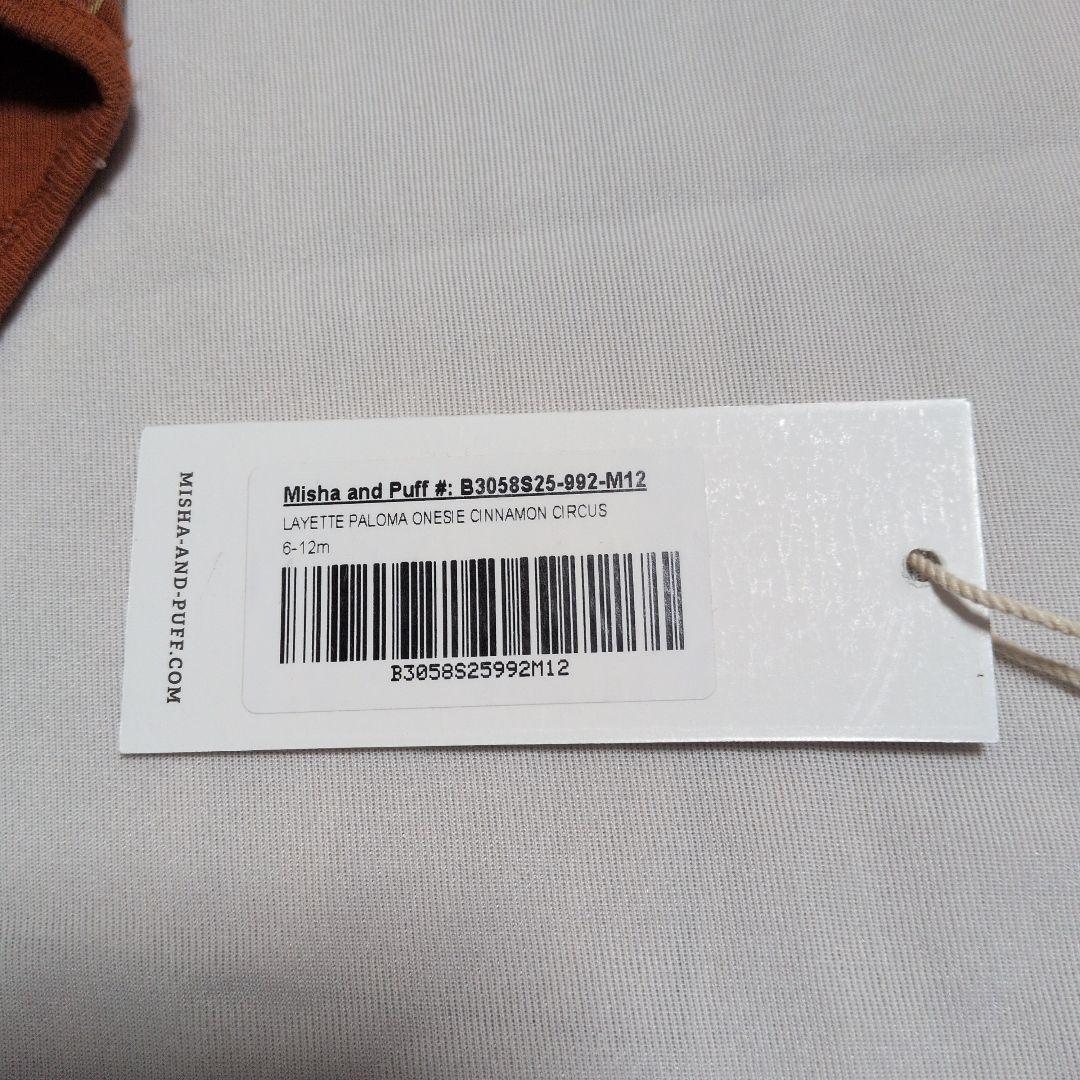 MISHA-AND-PUFF.COM
Misha and Puff #: B3058S25-992-M12
LAYETTE PALOMA ONESIE CINNAMON CIRCUS
6-12m
B3058S25992M12